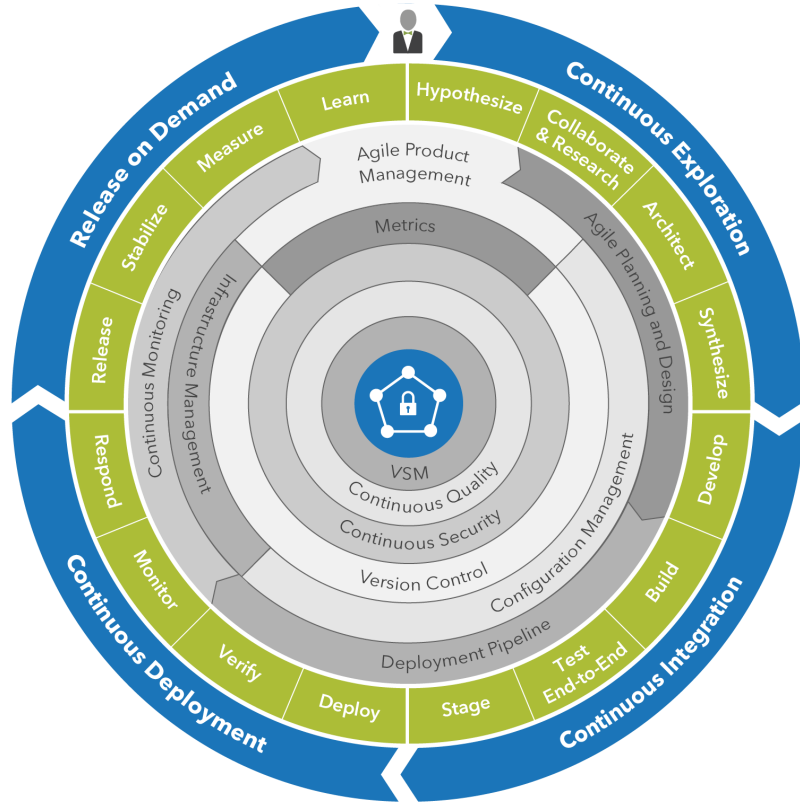 Continuous Exploration
Continuous Integration
Continuous Deployment
Release on Demand
Hypothesize
Collaborate
& Research
Architect
Synthesize
Develop
Build
Test
End-to-End
Stage
Deploy
Verify
Monitor
Respond
Release
Stabilize
Measure
Learn
Agile Product
Management
Agile Planning and Design
Deployment Pipeline
Continuous Monitoring
Infrastructure Management
Configuration Management
Metrics
Version Control
Continuous Security
Continuous Quality
VSM